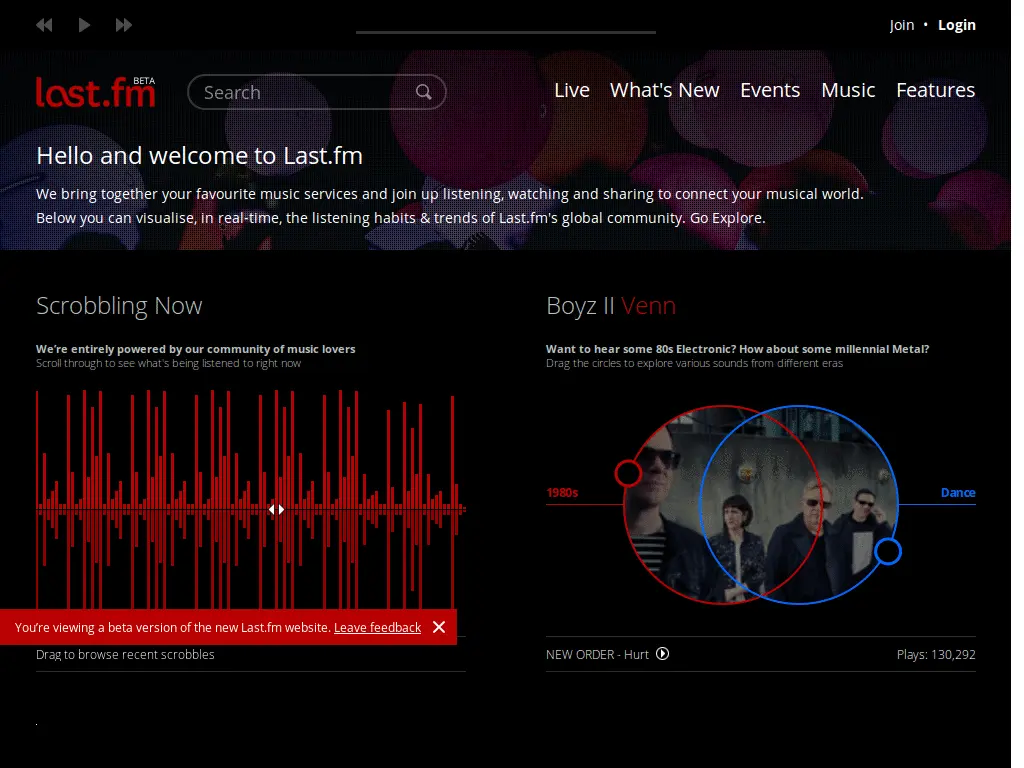 Join • Login
last.fm BETA
Search
Live What's New Events Music Features
Hello and welcome to Last.fm
We bring together your favourite music services and join up listening, watching and sharing to connect your musical world.
Below you can visualise, in real-time, the listening habits & trends of Last.fm's global community. Go Explore.
Scrobbling Now
We're entirely powered by our community of music lovers
Scroll through to see what's being listened to right now
You're viewing a beta version of the new Last.fm website. Leave feedback
Drag to browse recent scrobbles
Boyz II Venn
Want to hear some 80s Electronic? How about some millennial Metal?
Drag the circles to explore various sounds from different eras
1980s
Dance
NEW ORDER - Hurt
Plays: 130,292